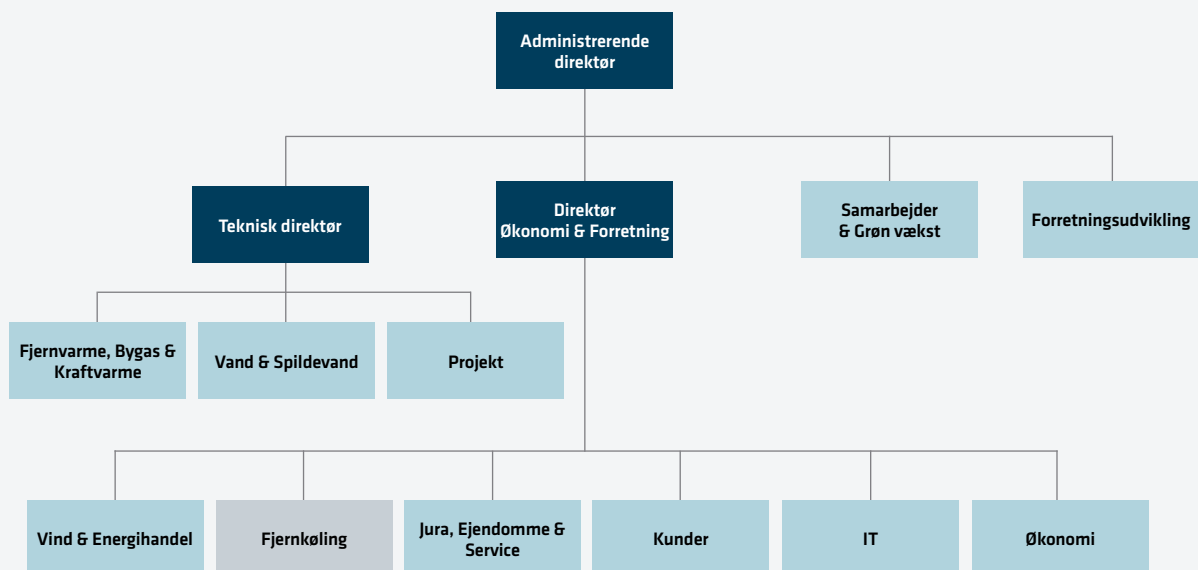 Administrerende
direktør
Teknisk direktør
Direktør
Økonomi & Forretning
Samarbejder
& Grøn vækst
Forretningsudvikling
Fjernvarme, Bygas &
Kraftvarme
Vand & Spildevand
Projekt
Vind & Energihandel
Fjernkøling
Jura, Ejendomme &
Service
Kunder
IT
Økonomi